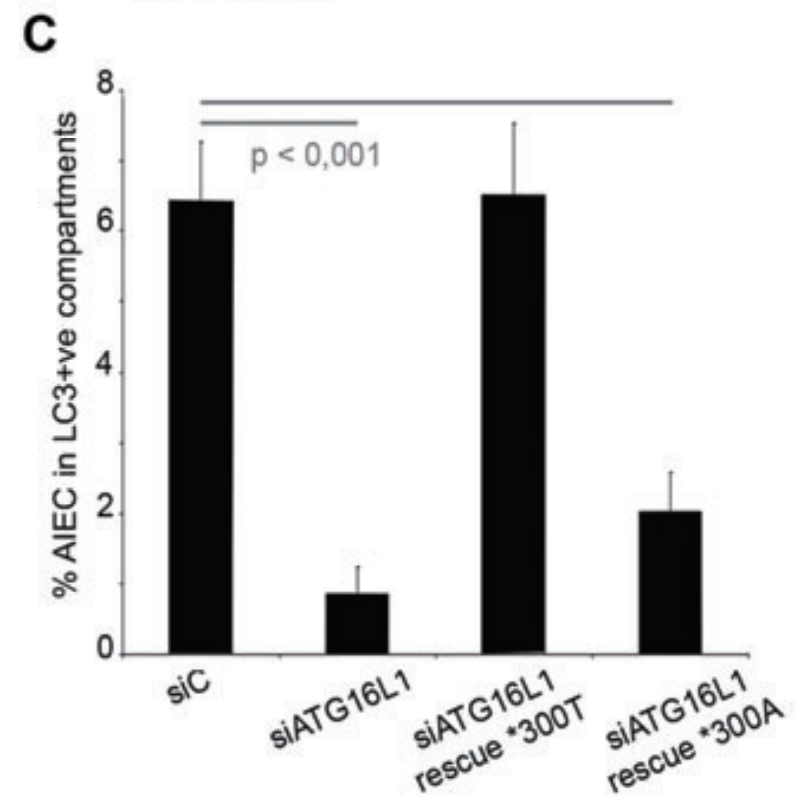 C
8
6
4
2
0
% AIEC in LC3+ve compartments
p < 0,001
siC
siATG16L1
siATG16L1
rescue *300T
siATG16L1
rescue *300A